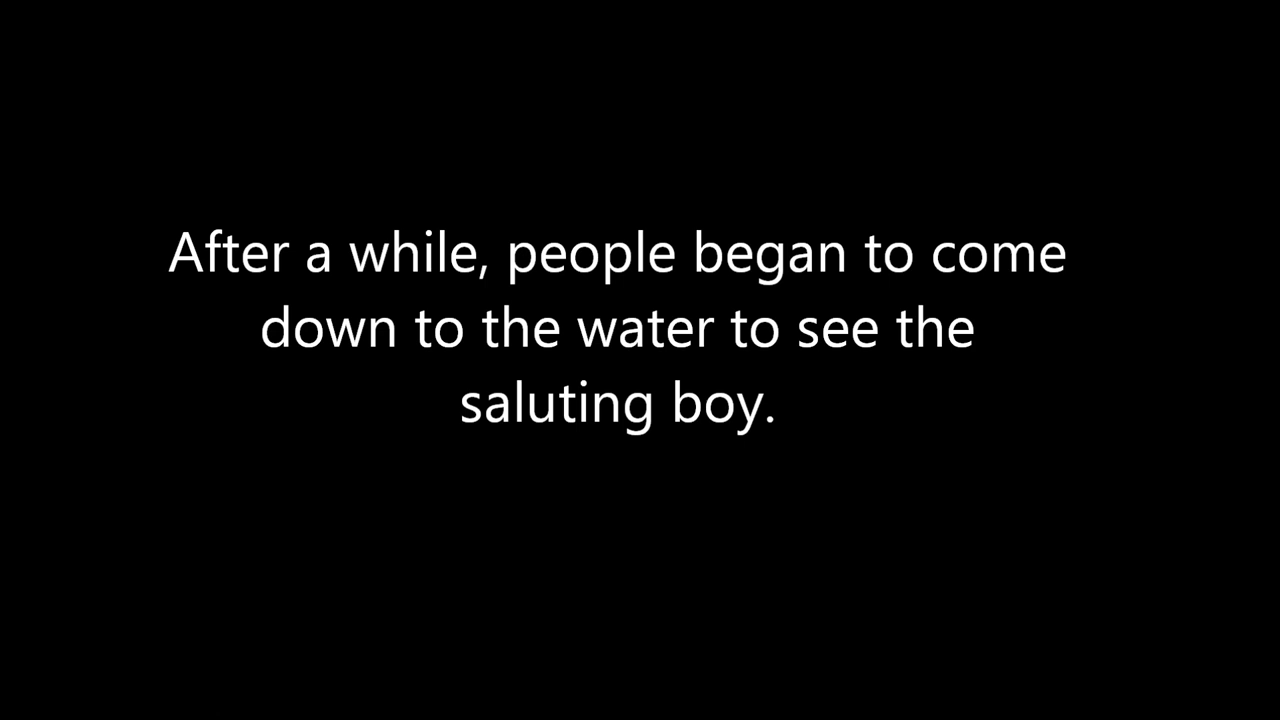 After a while, people began to come
down to the water to see the
saluting boy.